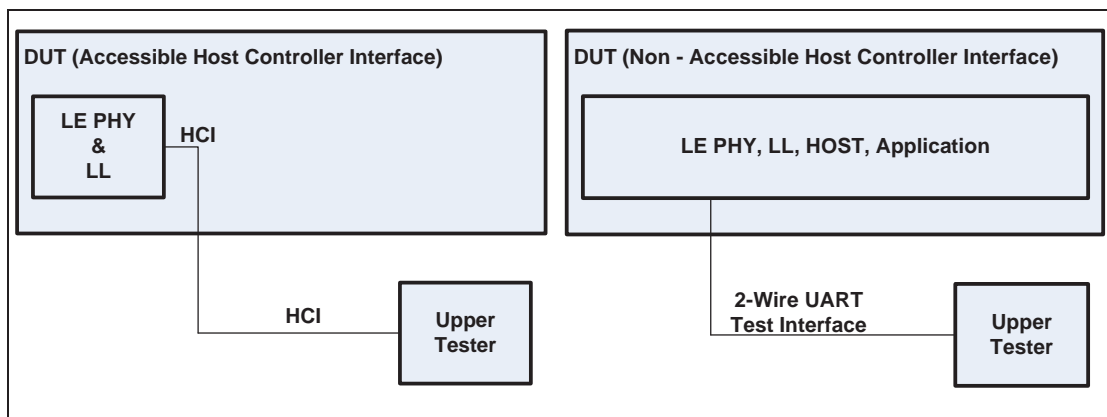 DUT (Accessible Host Controller Interface)
LE PHY
&
LL
HCI
HCI
Upper
Tester
DUT (Non - Accessible Host Controller Interface)
LE PHY, LL, HOST, Application
2-Wire UART
Test Interface
Upper
Tester